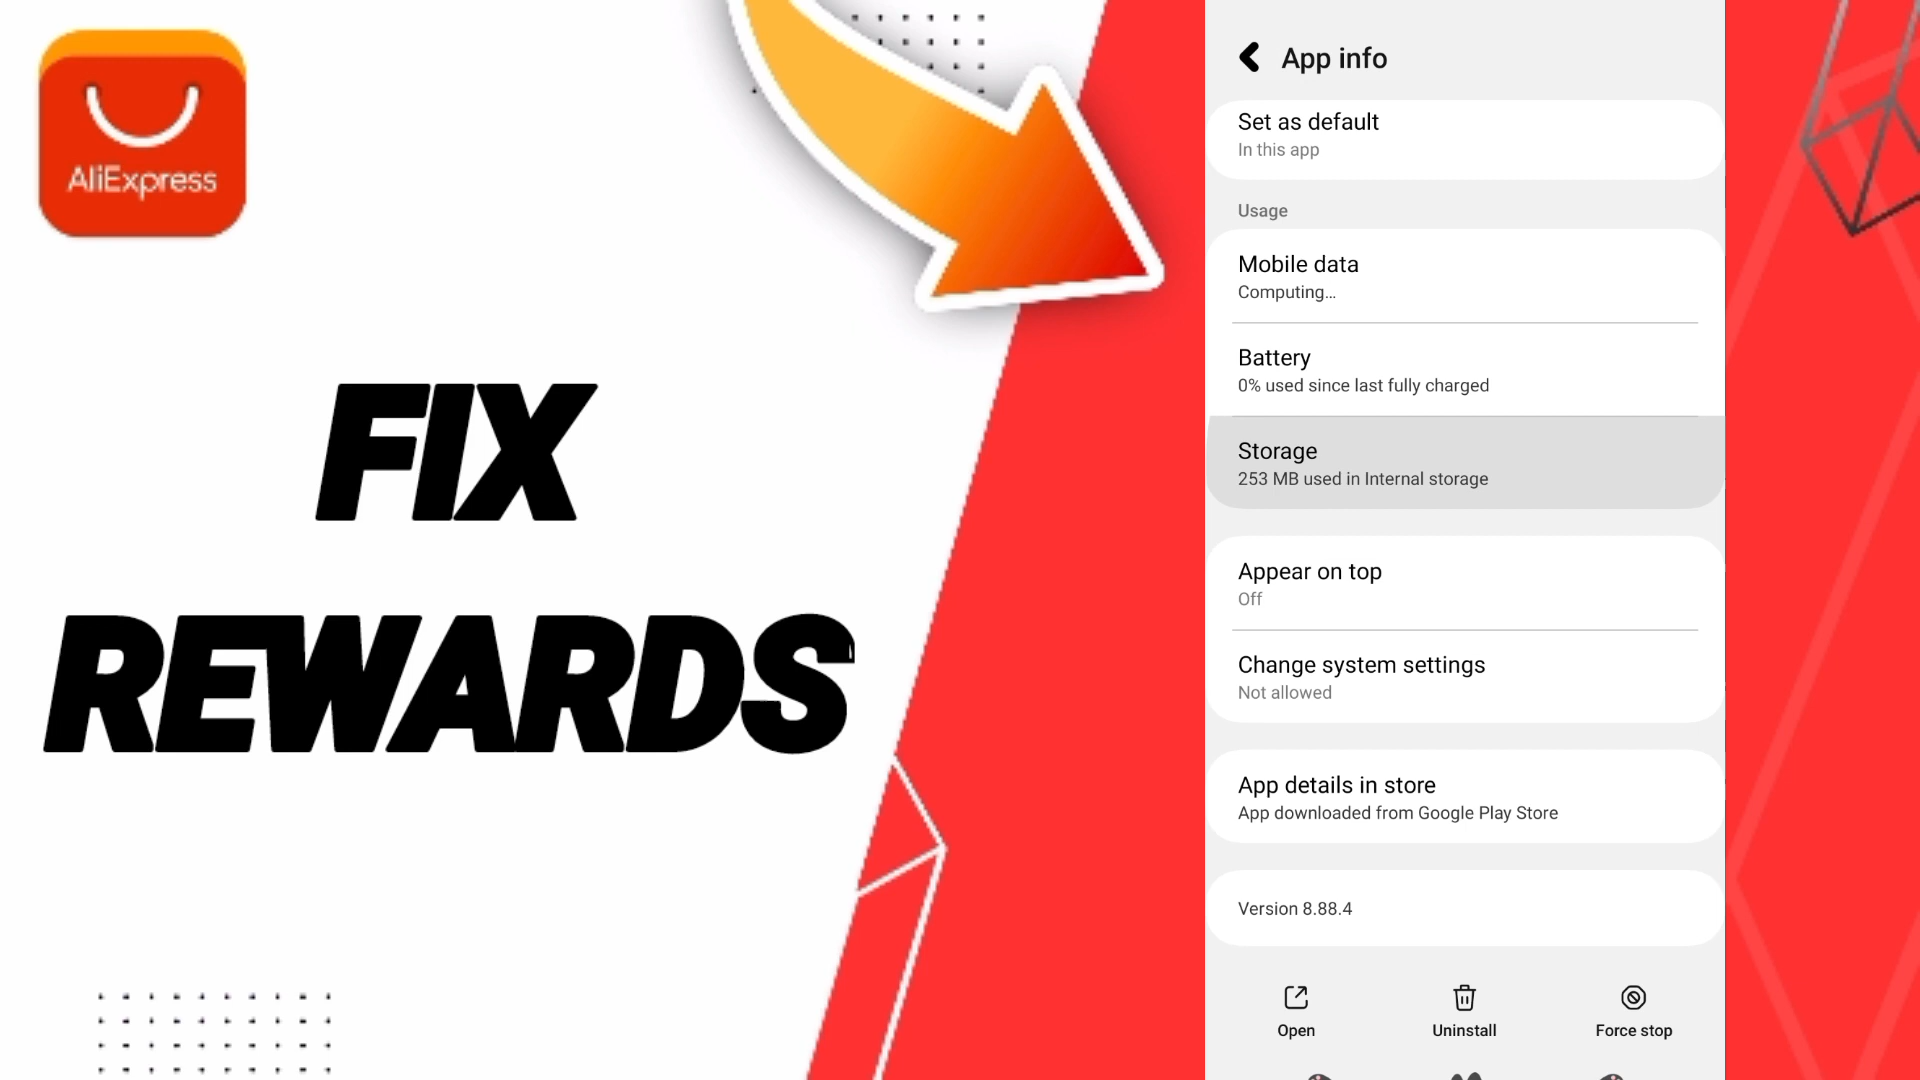 AliExpress
FIX
REWARDS
App info
Set as default
In this app
Usage
Mobile data
Computing...
Battery
0% used since last fully charged
Storage
253 MB used in Internal storage
Appear on top
Off
Change system settings
Not allowed
App details in store
App downloaded from Google Play Store
Version 8.88.4
Open
Uninstall
Force stop